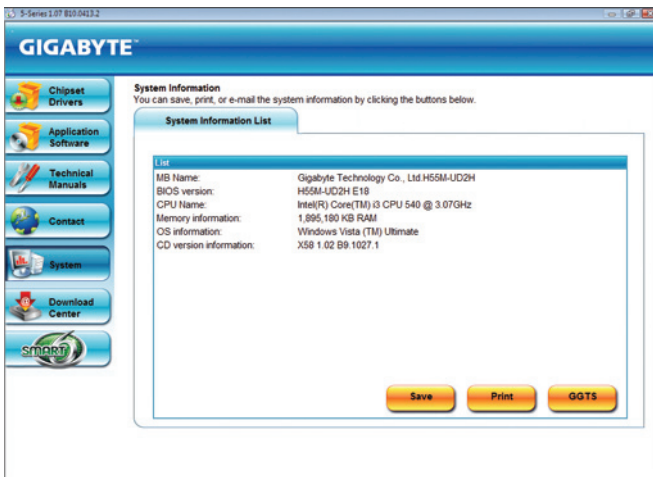 5-Series 1.07 B10.0413.2
GIGABYTE™
Chipset
Drivers
Application
Software
Technical
Manuals
Contact
System
Download
Center
SMART 6
System Information
You can save, print, or e-mail the system information by clicking the buttons below.
System Information List
List
MB Name: Gigabyte Technology Co., Ltd.H55M-UD2H
BIOS version: H55M-UD2H E18
CPU Name: Intel(R) Core(TM) i3 CPU 540 @ 3.07GHz
Memory information: 1,895,180 KB RAM
OS information: Windows Vista (TM) Ultimate
CD version information: X58 1.02 B9.1027.1
Save Print GGTS